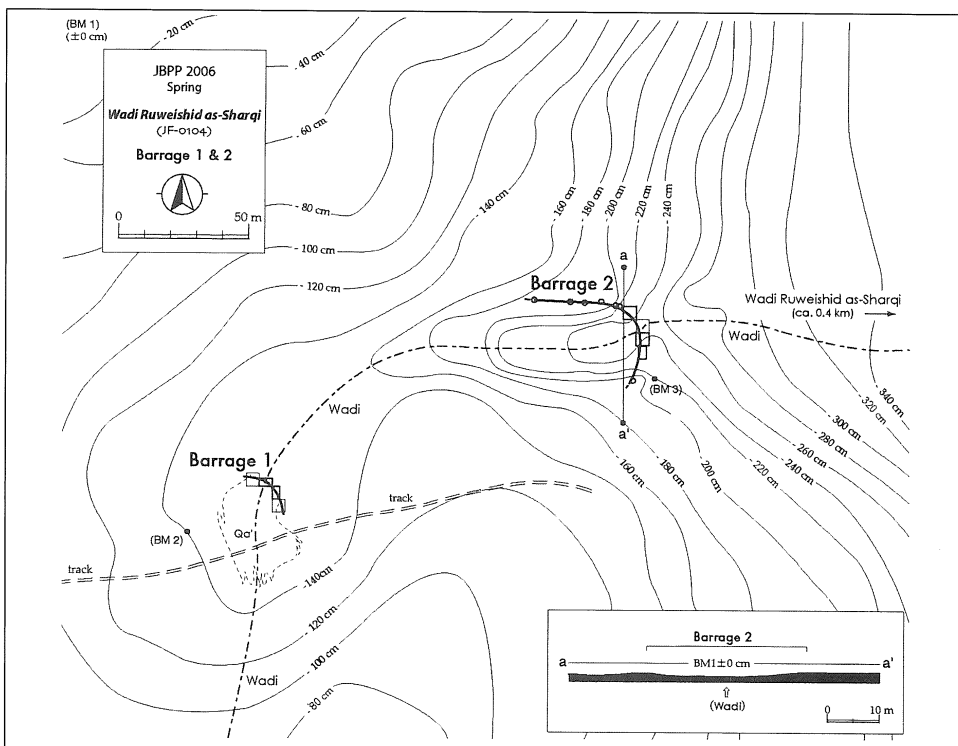 (BM 1)
(±0 cm)
JBPP 2006
Spring
Wadi Ruweishid as-Sharqi
(JF-0104)
Barrage 1 & 2
0 50 m
- 20 cm
- 40 cm
- 60 cm
- 80 cm
- 100 cm
- 120 cm
- 140 cm
- 160 cm
- 180 cm
- 200 cm
- 220 cm
- 240 cm
a
Barrage 2
Wadi Ruweishid as-Sharqi
(ca. 0.4 km)
Wadi
(BM 3)
a'
Wadi
- 340 cm
- 320 cm
- 300 cm
- 280 cm
- 260 cm
- 240 cm
- 220 cm
- 200 cm
- 180 cm
- 160 cm
Barrage 1
track
Qa'
(BM 2)
track
-140cm
- 120 cm
- 100 cm
- 80 cm
Wadi
Barrage 2
a BM1±0 cm a'
(Wadi)
0 10 m